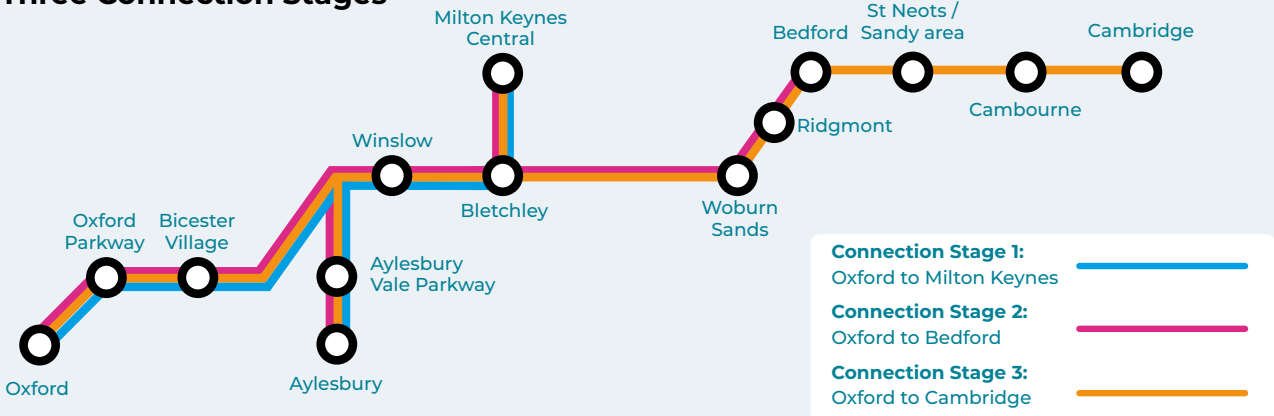 Three Connection Stages
Milton Keynes
Central
St Neots /
Bedford
Sandy area
Cambridge
Cambourne
Ridgmont
Winslow
Bletchley
Woburn
Sands
Oxford
Parkway
Bicester
Village
Aylesbury
Vale Parkway
Oxford
Aylesbury
Connection Stage 1:
Oxford to Milton Keynes
Connection Stage 2:
Oxford to Bedford
Connection Stage 3:
Oxford to Cambridge